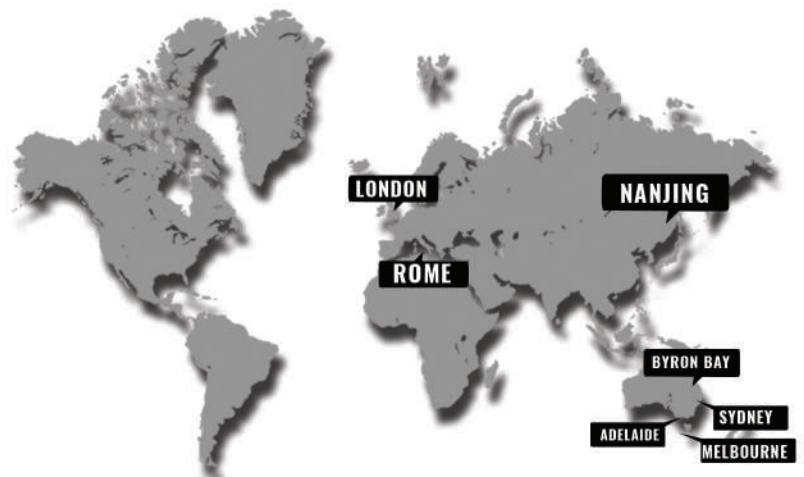 LONDON
NANJING
ROME
BYRON BAY
SYDNEY
ADELAIDE
MELBOURNE